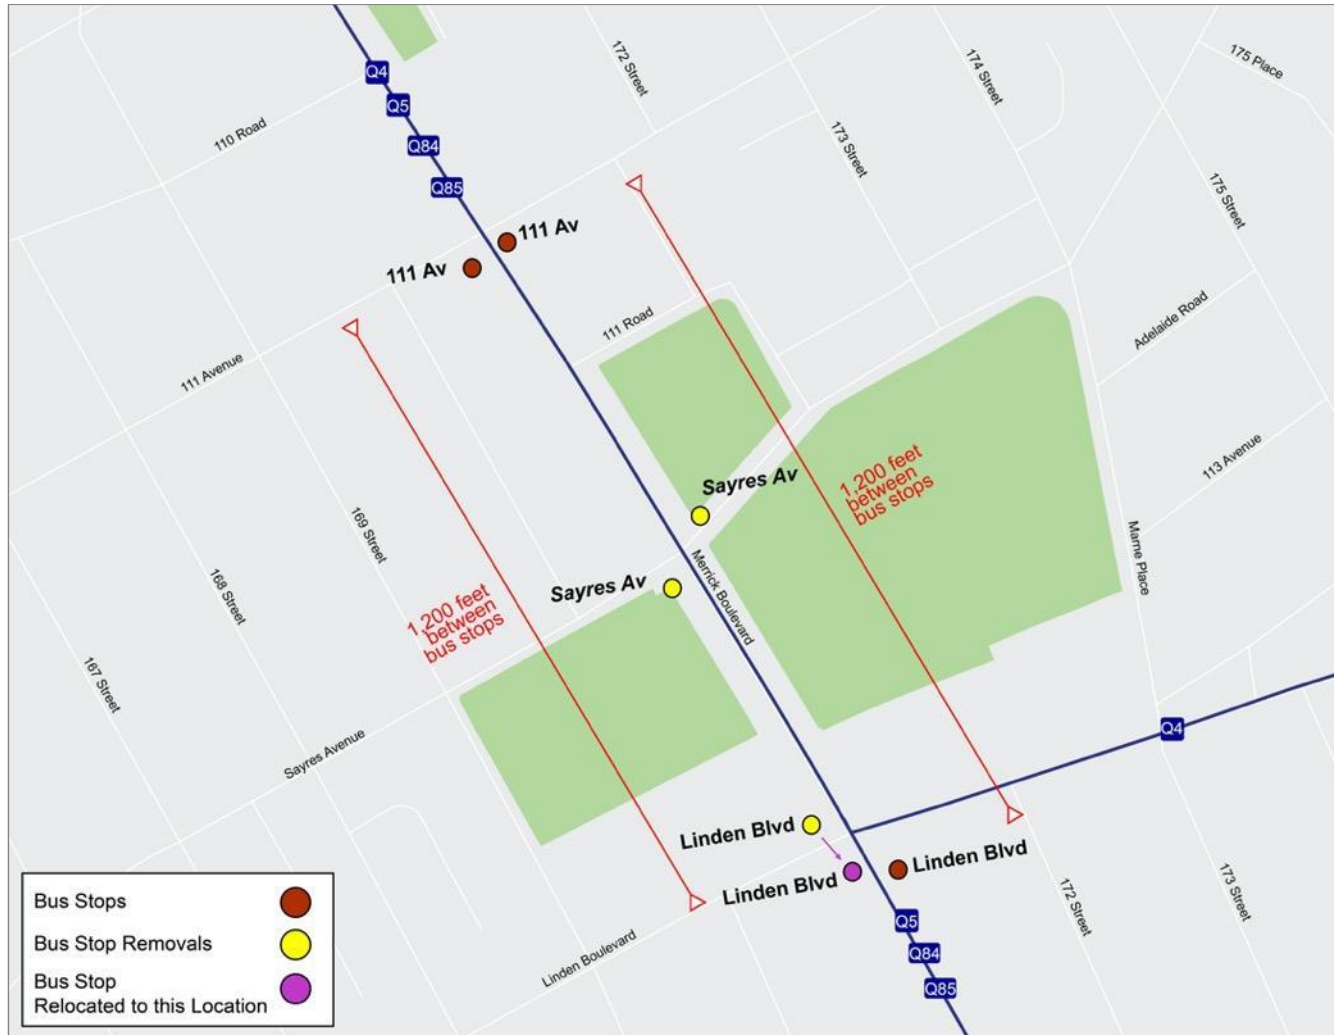 172 Street
174 Street
175 Place
Q4
Q5
110 Road
Q84
173 Street
Q85
175 Street
111 Av
111 Av
111 Road
Adelaide Road
111 Avenue
113 Avenue
Sayres Av
1,200 feet
between
bus stops
169 Street
Marne Place
168 Street
Sayres Av
Merrick Boulevard
1,200 feet
between
bus stops
167 Street
Sayres Avenue
Q4
Linden Blvd
Linden Blvd
Linden Blvd
172 Street
173 Street
Linden Boulevard
Q5
Q84
Q85
Bus Stops
Bus Stop Removals
Bus Stop
Relocated to this Location